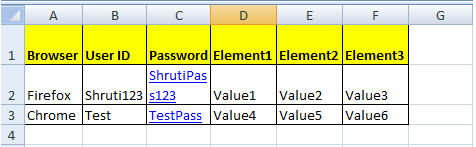 A B C D E F G
1 Browser User ID Password Element1 Element2 Element3
ShrutiPas
2 Firefox Shruti123 s123 Value1 Value2 Value3
3 Chrome Test TestPass Value4 Value5 Value6
4